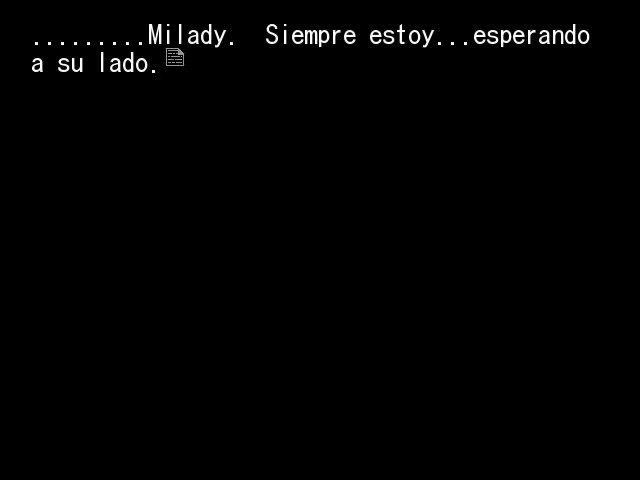 .........Milady.  Siempre estoy...esperando
a su lado.